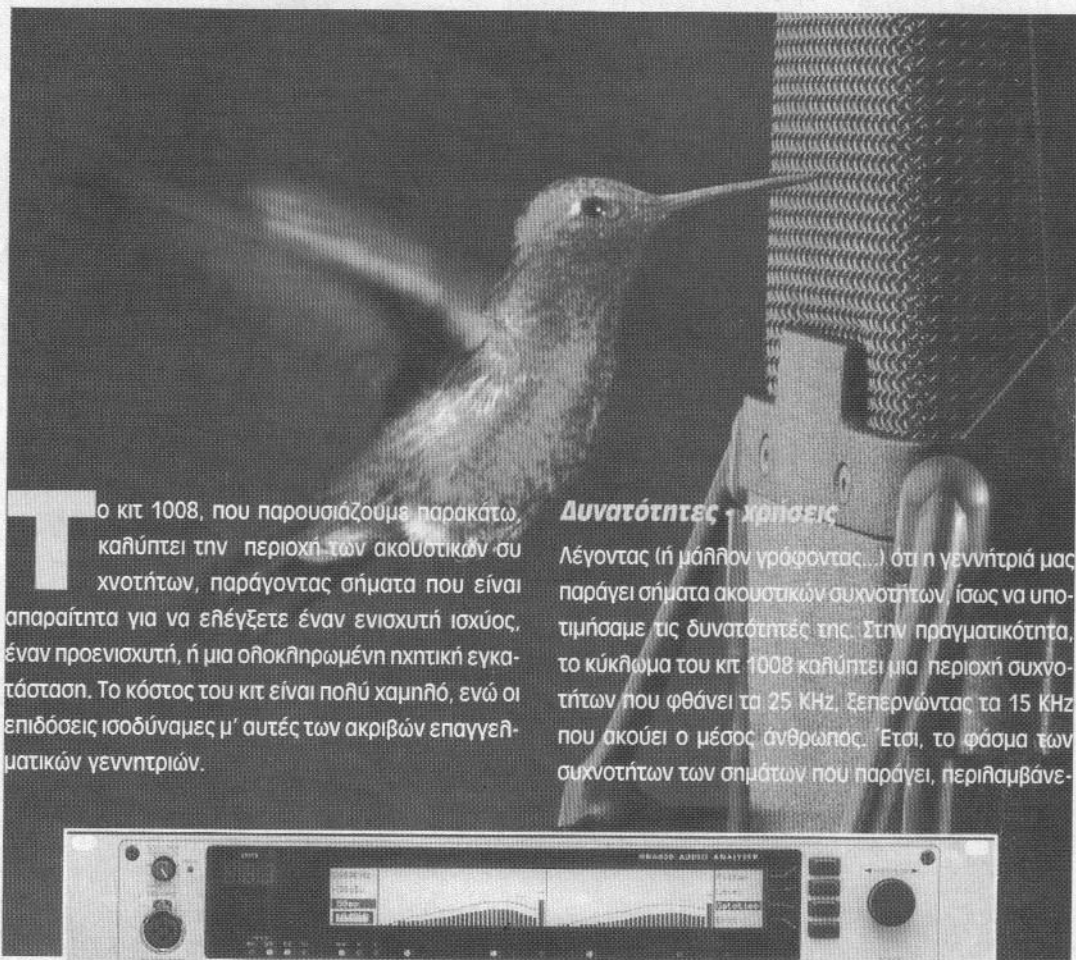 Το κιτ 1008, που παρουσιάζουμε παρακάτω,
καλύπτει την περιοχή των ακουστικών συ
χνοτήτων, παράγοντας σήματα που είναι
απαραίτητα για να ελέγξετε έναν ενισχυτή ισχύος,
έναν προενισχυτή, ή μια ολοκληρωμένη ηχητική εγκα-
τάσταση. Το κόστος του κιτ είναι πολύ χαμηλό, ενώ οι
επιδόσεις ισοδύναμες μ' αυτές των ακριβών επαγγελ-
ματικών γεννητριών.
Δυνατότητες - χρήσεις
Λέγοντας (ή μάλλον γράφοντας...) ότι η γεννήτριά μας
παράγει σήματα ακουστικών συχνοτήτων, ίσως να υπο-
τιμήσαμε τις δυνατότητές της. Στην πραγματικότητα,
το κύκλωμα του κιτ 1008 καλύπτει μια περιοχή συχνο-
τήτων που φθάνει τα 25 KHz, ξεπερνώντας τα 15 KHz
που ακούει ο μέσος άνθρωπος. Έτσι, το φάσμα των
συχνοτήτων των σημάτων που παράγει, περιλαμβάνε-
AUDIO ANALYZER